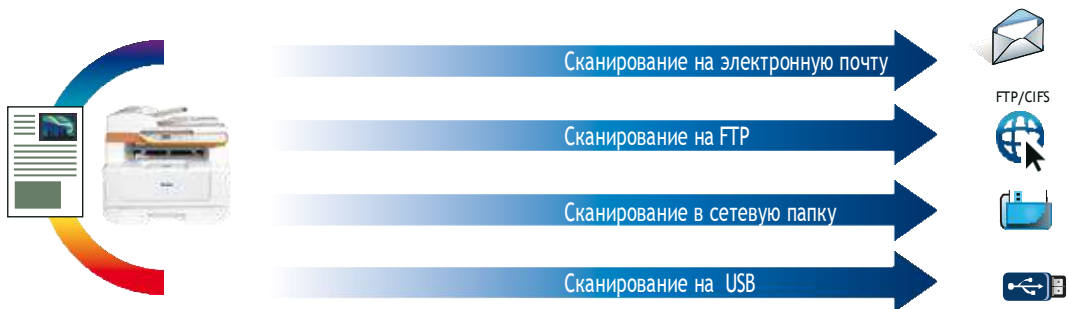 Сканирование на электронную почту
FTP/CIFS
Сканирование на FTP
Сканирование в сетевую папку
Сканирование на USB